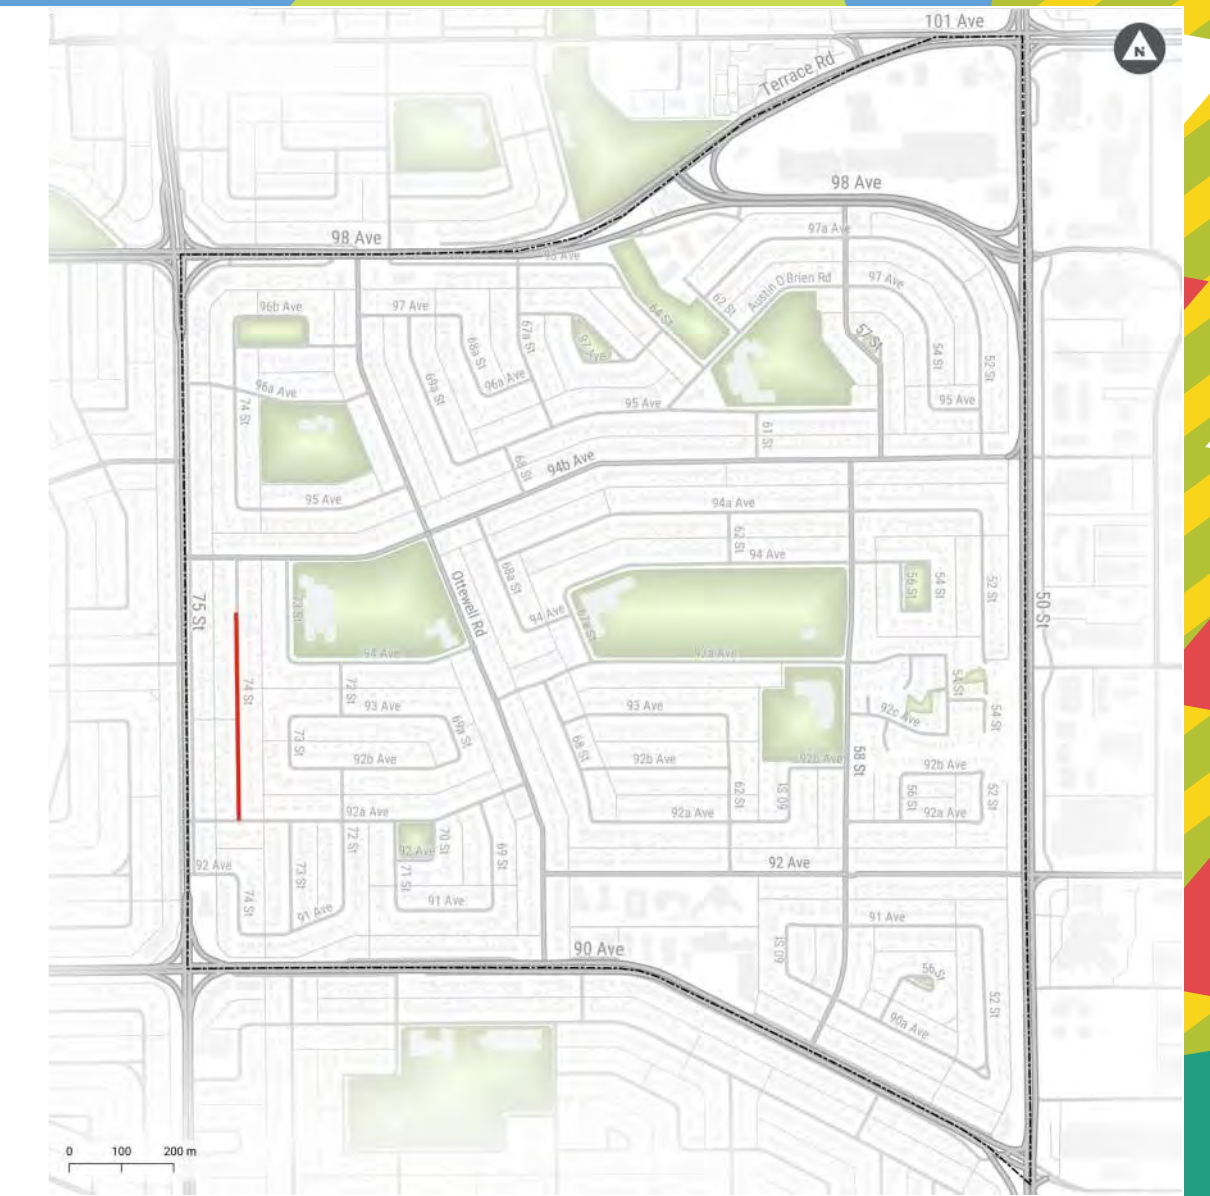 101 Ave
N
Terrace Rd
98 Ave
97a Ave
98 Ave
Austin O'Brien Rd
97 Ave
62 St
96b Ave
97 Ave
64 St
67a St
57 St
68a St
97 Ave
54 St
52 St
96a Ave
96a Ave
69a St
74 St
95 Ave
95 Ave
61 St
94b Ave
68 St
95 Ave
94a Ave
62 St
94 Ave
68a St
Ottewell Rd
56 St
54 St
52 St
75 St
73 St
94 Ave
67a St
50 St
94 Ave
93a Ave
74 St
72 St
54 St
93 Ave
93 Ave
92c Ave
54 St
73 St
69a St
68 St
92b Ave
92b Ave
92b Ave
58 St
92b Ave
62 St
60 St
56 St
52 St
92a Ave
92a Ave
92a Ave
72 St
70 St
92 Ave
69 St
92 Ave
92 Ave
73 St
71 St
74 St
91 Ave
91 Ave
91 Ave
90 Ave
60 St
56 St
52 St
90a Ave
0 100 200 m